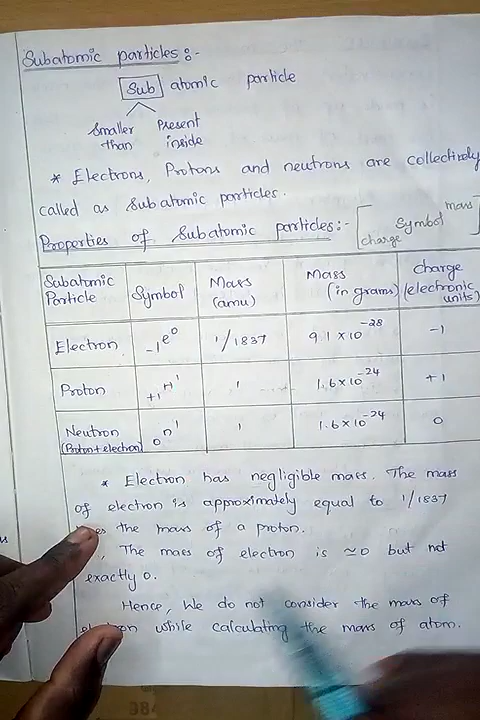 Subatomic particles :-
Sub atomic particle
Smaller than Present inside
* Electrons, Protons and neutrons are collectively
called as Subatomic particles.
Properties of Subatomic particles:- [charge Symbol mass]
Subatomic Particle Symbol Mass (amu) Mass (in grams) Charge (electronic units)
Electron -1e⁰ 1/1837 9.1 x 10⁻²⁸ -1
Proton +1H¹ 1 1.6 x 10⁻²⁴ +1
Neutron (Proton + electron) 0n¹ 1 1.6 x 10⁻²⁴ 0
* Electron has negligible mass. The mass
of electron is approximately equal to 1/1837
the mass of a proton.
The mass of electron is ≃0 but not
exactly 0.
Hence, We do not consider the mass of
while calculating the mass of atom.